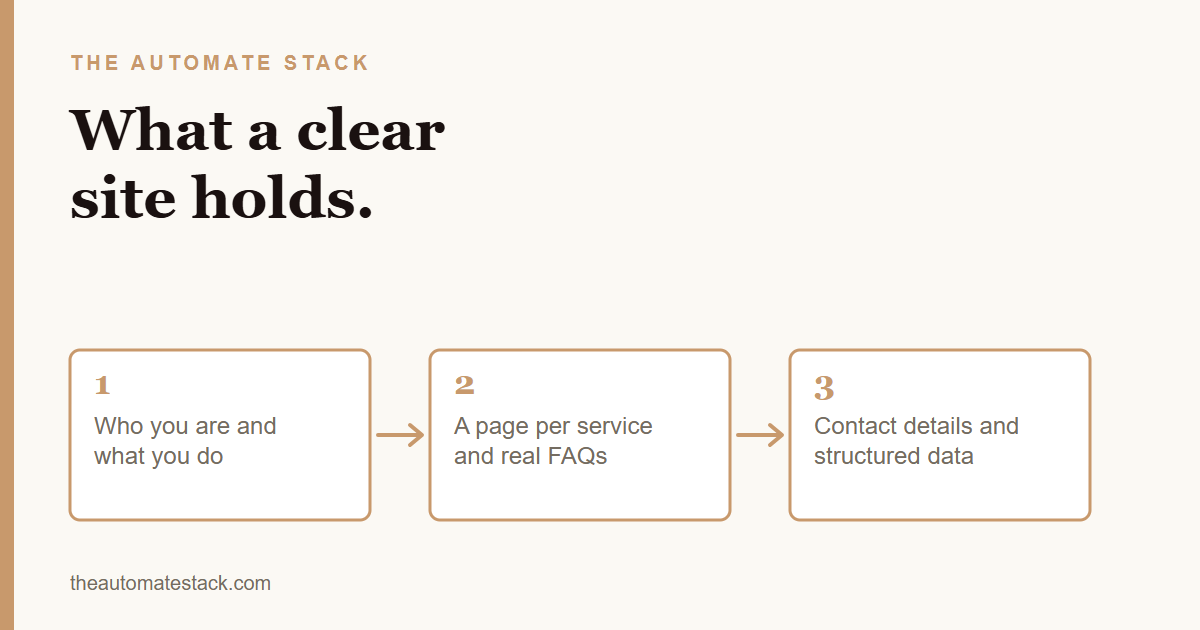 THE AUTOMATE STACK
What a clear
site holds.
1
Who you are and
what you do
2
A page per service
and real FAQs
3
Contact details and
structured data
theautomatestack.com